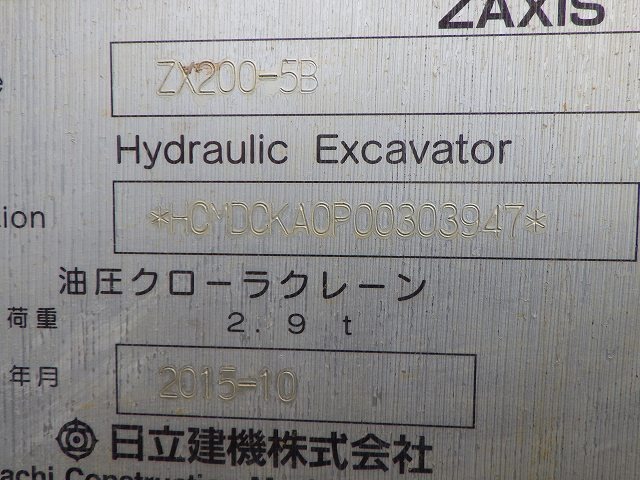 ZAXIS
ZX200-5B
Hydraulic Excavator
*HCMDCKA0P00303947*
油圧クローラクレーン
荷重 2.9 t
年月 2015-10
日立建機株式会社